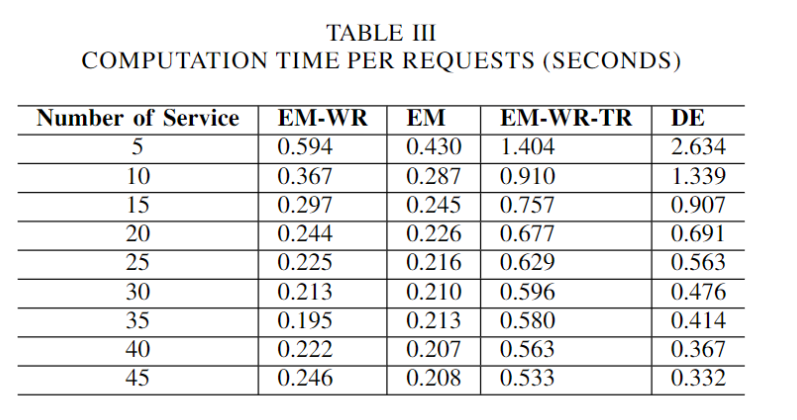 TABLE III
COMPUTATION TIME PER REQUESTS (SECONDS)
Number of Service EM-WR EM EM-WR-TR DE
5 0.594 0.430 1.404 2.634
10 0.367 0.287 0.910 1.339
15 0.297 0.245 0.757 0.907
20 0.244 0.226 0.677 0.691
25 0.225 0.216 0.629 0.563
30 0.213 0.210 0.596 0.476
35 0.195 0.213 0.580 0.414
40 0.222 0.207 0.563 0.367
45 0.246 0.208 0.533 0.332